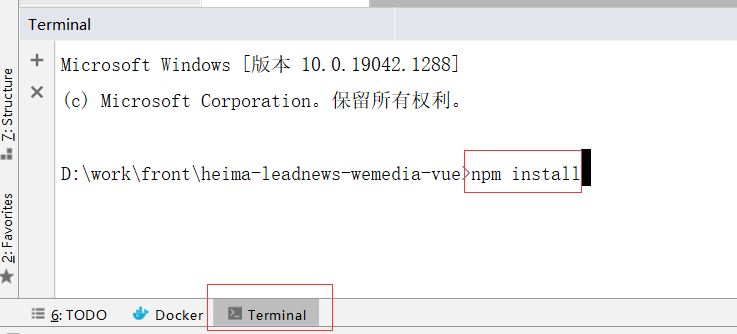 Terminal
Microsoft Windows [版本 10.0.19042.1288]
(c) Microsoft Corporation。保留所有权利。
D:\work\front\heima-leadnews-wemedia-vue>npm install
7: Structure
2: Favorites
6: TODO
Docker
Terminal